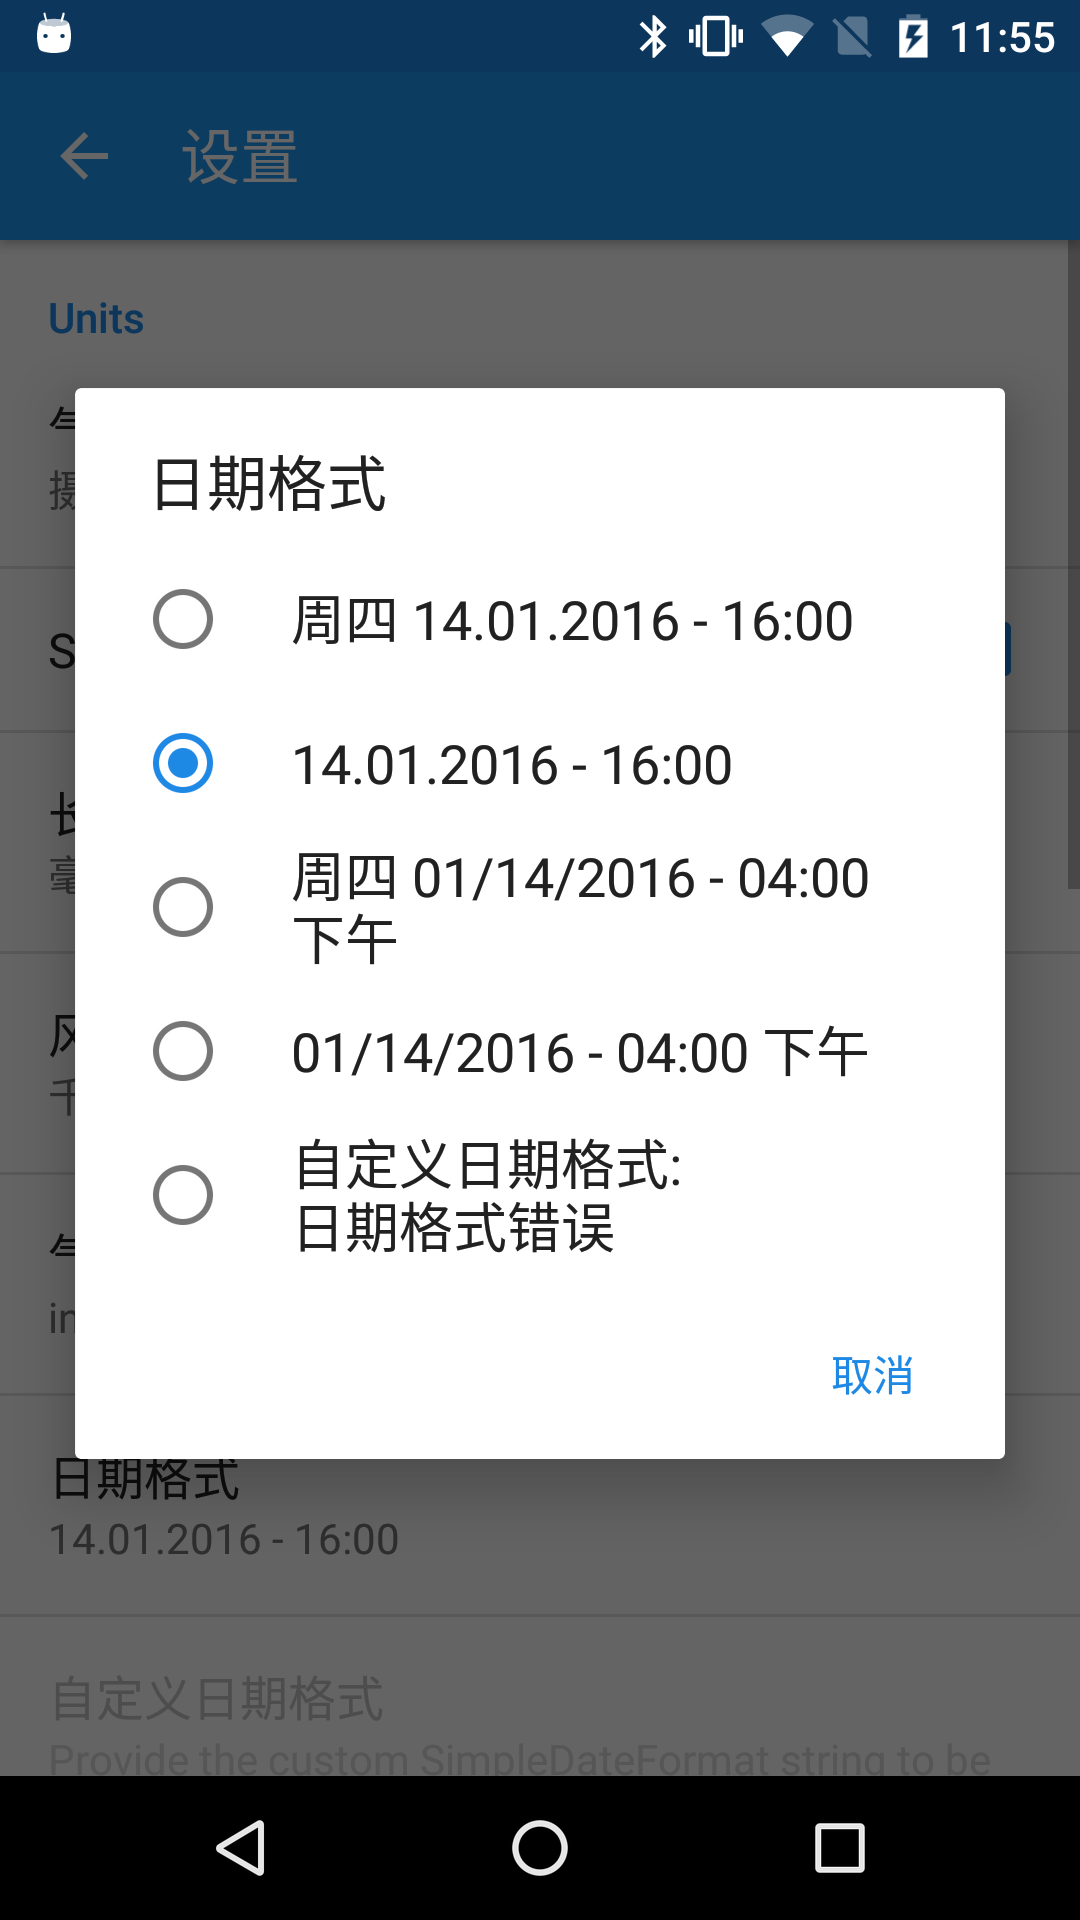 11:55
设置
Units
日期格式
周四 14.01.2016 - 16:00
14.01.2016 - 16:00
周四 01/14/2016 - 04:00
下午
01/14/2016 - 04:00 下午
自定义日期格式:
日期格式错误
取消
日期格式
14.01.2016 - 16:00
自定义日期格式
Provide the custom SimpleDateFormat string to be